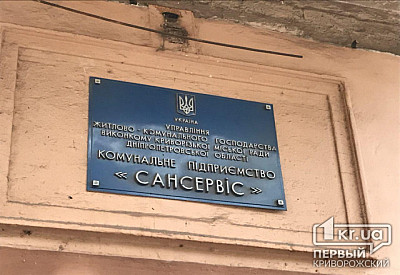 УКРАЇНА
УПРАВЛІННЯ
ЖИТЛОВО-КОМУНАЛЬНОГО ГОСПОДАРСТВА
ВИКОНКОМУ КРИВОРІЗЬКОЇ МІСЬКОЇ РАДИ
ДНІПРОПЕТРОВСЬКОЇ ОБЛАСТІ
КОМУНАЛЬНЕ ПІДПРИЄМСТВО
« САНСЕРВІС »
1kr.ua
ПЕРВЫЙ
КРИВОРОЖСКИЙ